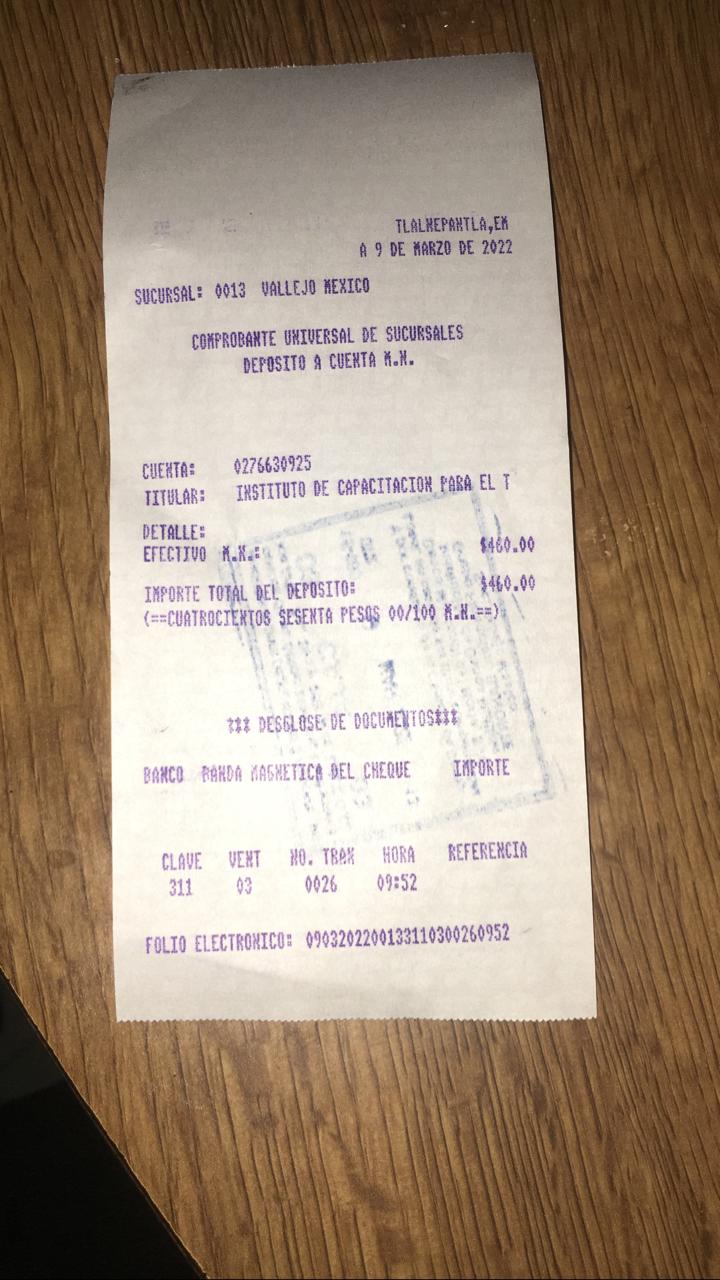 TLALNEPANTLA,EM
A 9 DE MARZO DE 2022
SUCURSAL: 0013 VALLEJO MEXICO
COMPROBANTE UNIVERSAL DE SUCURSALES
DEPOSITO A CUENTA M.N.
CUENTA: 0276630925
TITULAR: INSTITUTO DE CAPACITACION PARA EL T
DETALLE:
EFECTIVO M.N.: $460.00
IMPORTE TOTAL DEL DEPOSITO: $460.00
(==CUATROCIENTOS SESENTA PESOS 00/100 M.N.==)
*** DESGLOSE DE DOCUMENTOS***
BANCO BANDA MAGNETICA DEL CHEQUE IMPORTE
CLAVE VENT NO. TRAN HORA REFERENCIA
311 03 0026 09:52
FOLIO ELECTRONICO: 0903202200133110300260952